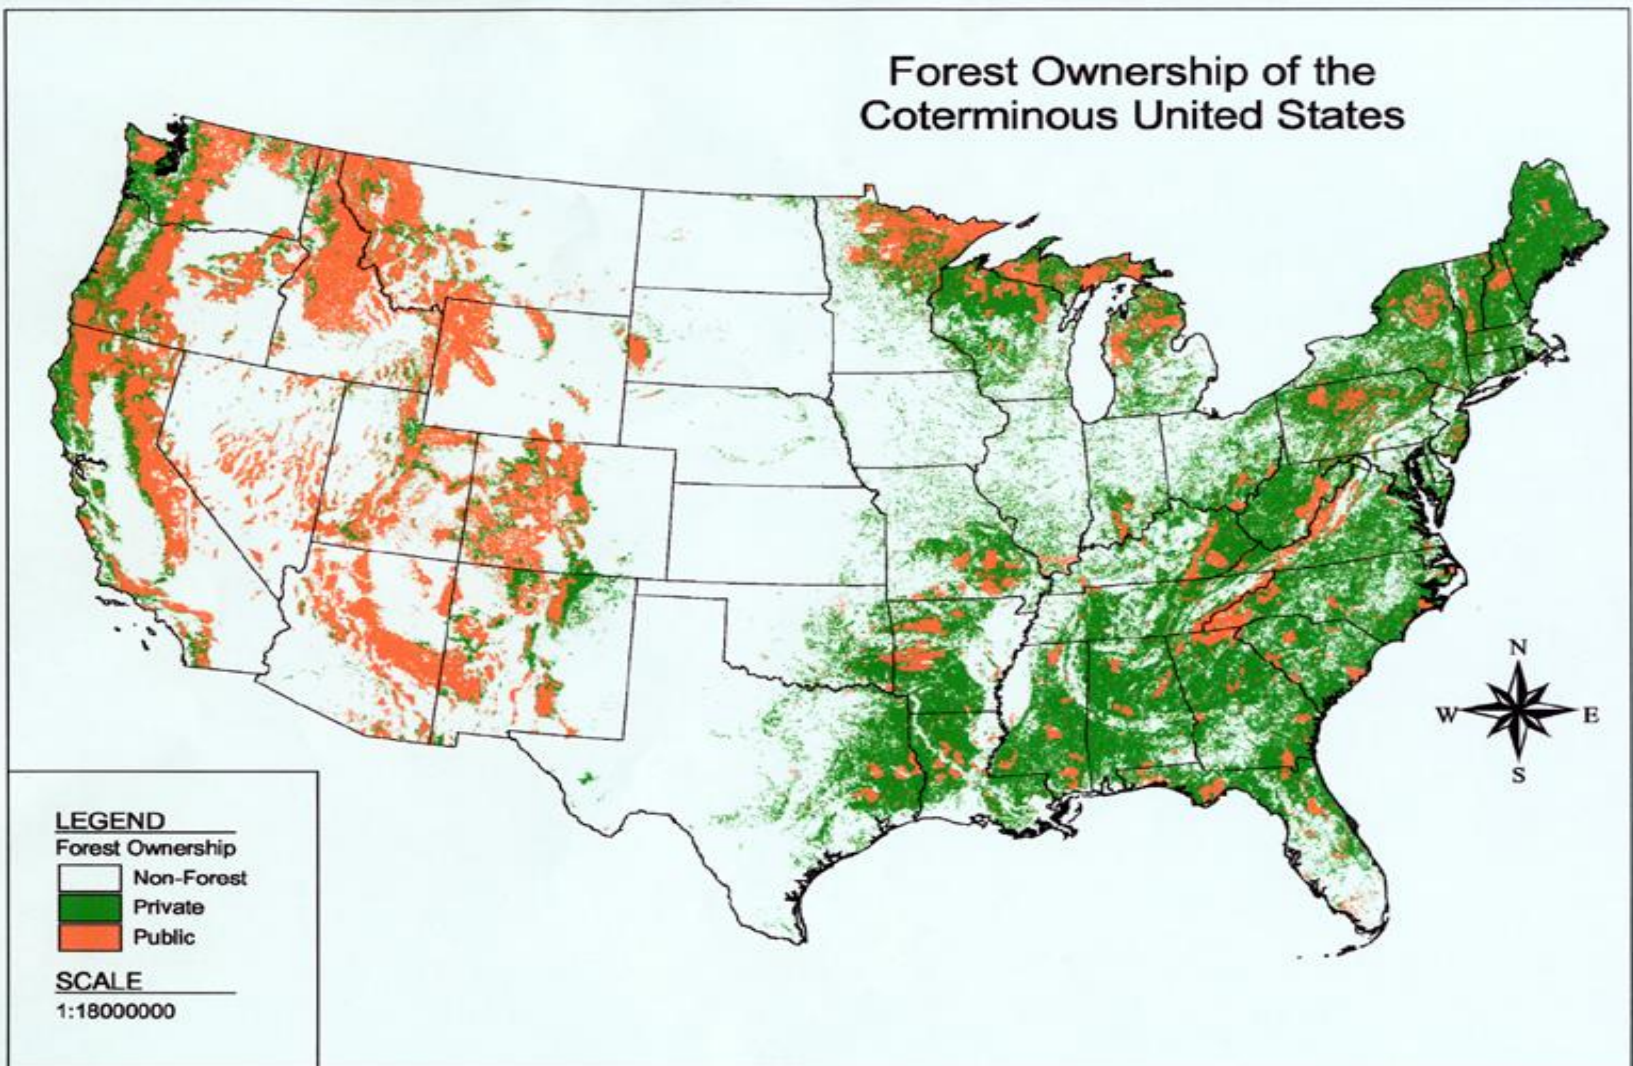 Forest Ownership of the
Coterminous United States
N
W
E
S
LEGEND
Forest Ownership
Non-Forest
Private
Public
SCALE
1:18000000